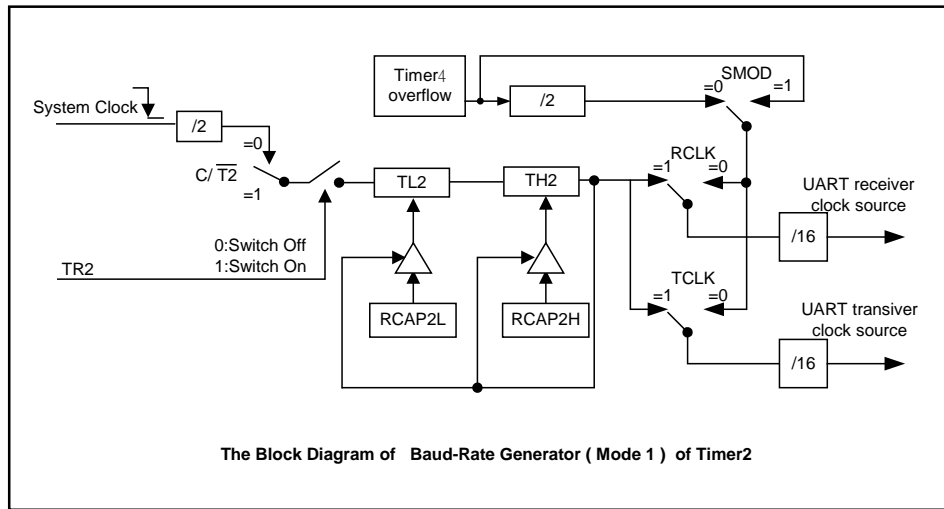 Timer4
overflow
/2
SMOD
=0
=1
System Clock
/2
=0
C/T2
=1
TL2
TH2
RCLK
=1
=0
UART receiver
clock source
/16
0:Switch Off
1:Switch On
TR2
RCAP2L
RCAP2H
TCLK
=1
=0
UART transiver
clock source
/16
The Block Diagram of Baud-Rate Generator ( Mode 1 ) of Timer2